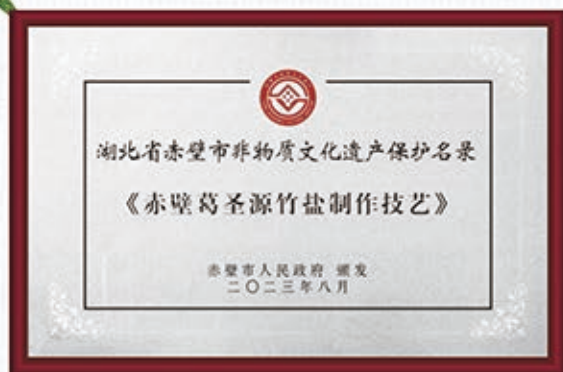 湖北省赤壁市非物质文化遗产保护名录
《赤壁葛圣源竹盐制作技艺》
赤壁市人民政府 颁发
二〇二三年八月